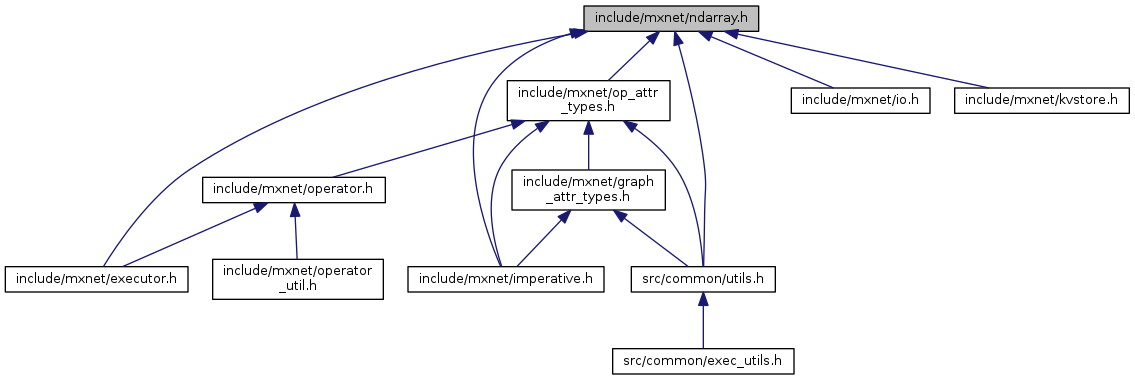 include/mxnet/ndarray.h
include/mxnet/op_attr
_types.h
include/mxnet/io.h
include/mxnet/kvstore.h
include/mxnet/operator.h
include/mxnet/graph
_attr_types.h
include/mxnet/executor.h
include/mxnet/operator
_util.h
include/mxnet/imperative.h
src/common/utils.h
src/common/exec_utils.h